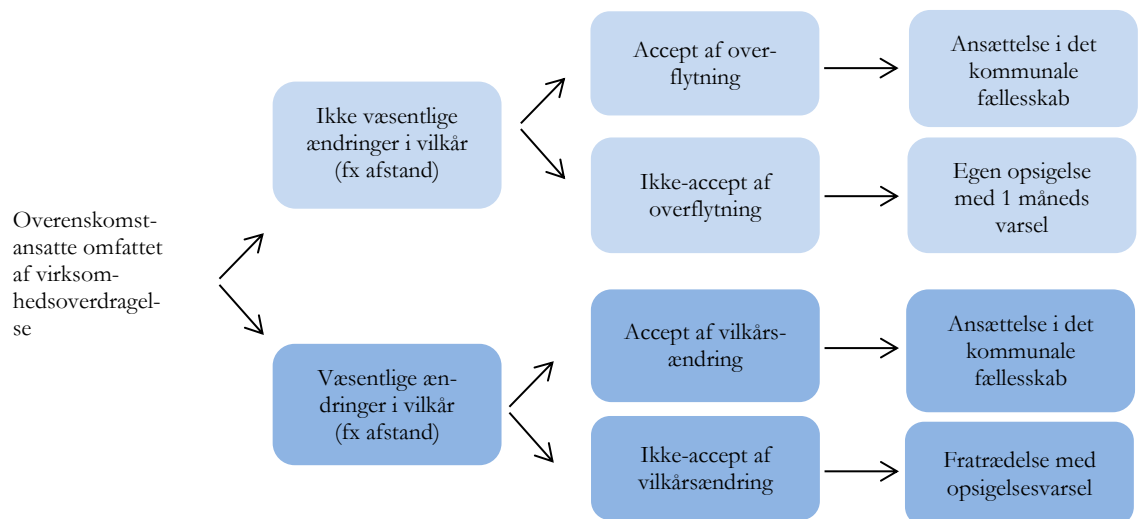 Overenskomst-
ansatte omfattet
af virksom-
hedsoverdragel-
se
Ikke væsentlige
ændringer i vilkår
(fx afstand)
Accept af over-
flytning
Ansættelse i det
kommunale
fællesskab
Ikke-accept af
overflytning
Egen opsigelse
med 1 måneds
varsel
Væsentlige æn-
dringer i vilkår
(fx afstand)
Accept af vilkårs-
ændring
Ansættelse i det
kommunale
fællesskab
Ikke-accept af
vilkårsændring
Fratrædelse med
opsigelsesvarsel